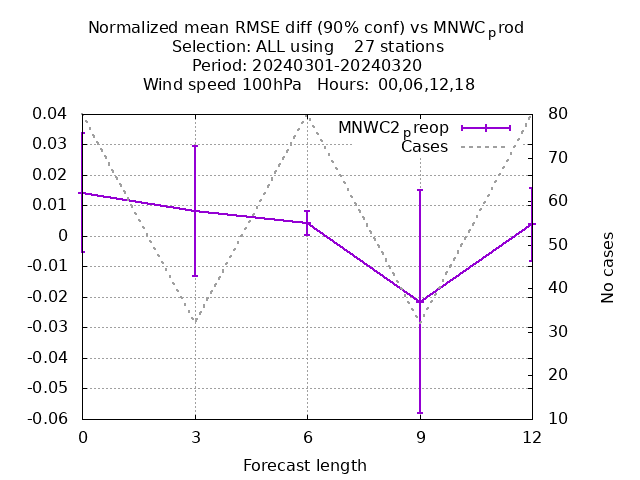 Normalized mean RMSE diff (90% conf) vs MNWC_prod
Selection: ALL using    27 stations
Period: 20240301-20240320
Wind speed 100hPa   Hours:  00,06,12,18
MNWC2_preop
Cases
0.04
0.03
0.02
0.01
0
-0.01
-0.02
-0.03
-0.04
-0.05
-0.06
80
70
60
50
40
30
20
10
No cases
0 3 6 9 12
Forecast length